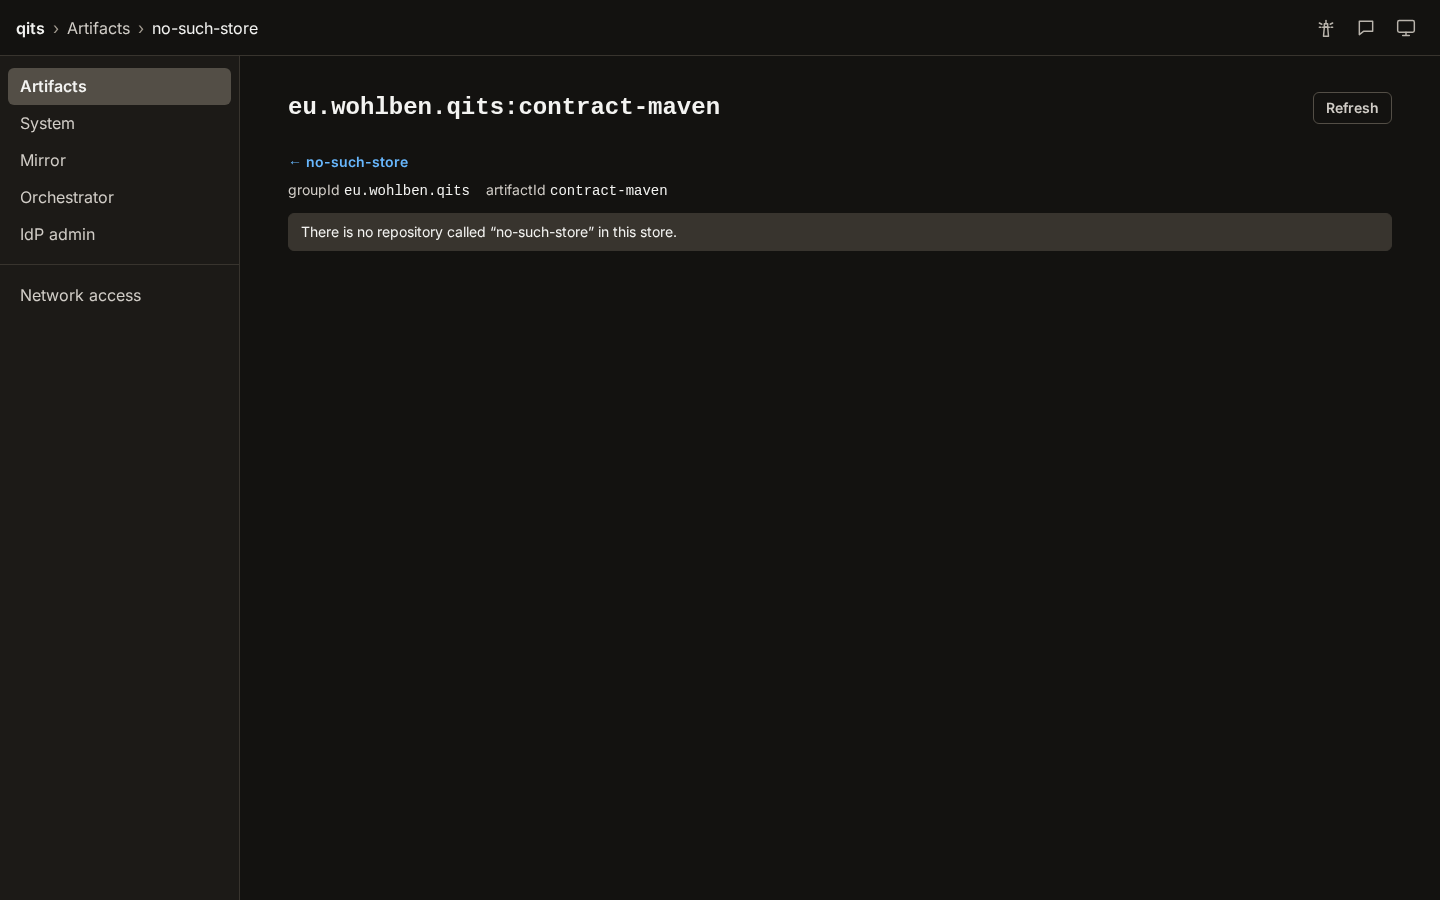 qits › Artifacts › no-such-store
Artifacts
System
Mirror
Orchestrator
IdP admin
Network access
eu.wohlben.qits:contract-maven
Refresh
← no-such-store
groupId eu.wohlben.qits artifactId contract-maven
There is no repository called “no-such-store” in this store.